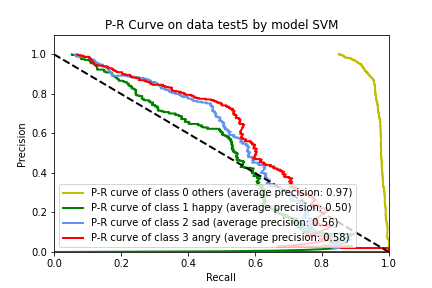 P-R Curve on data test5 by model SVM
1.0
0.8
0.6
0.4
0.2
0.0
Precision
P-R curve of class 0 others (average precision: 0.97)
P-R curve of class 1 happy (average precision: 0.50)
P-R curve of class 2 sad (average precision: 0.56)
P-R curve of class 3 angry (average precision: 0.58)
0.0 0.2 0.4 0.6 0.8 1.0
Recall